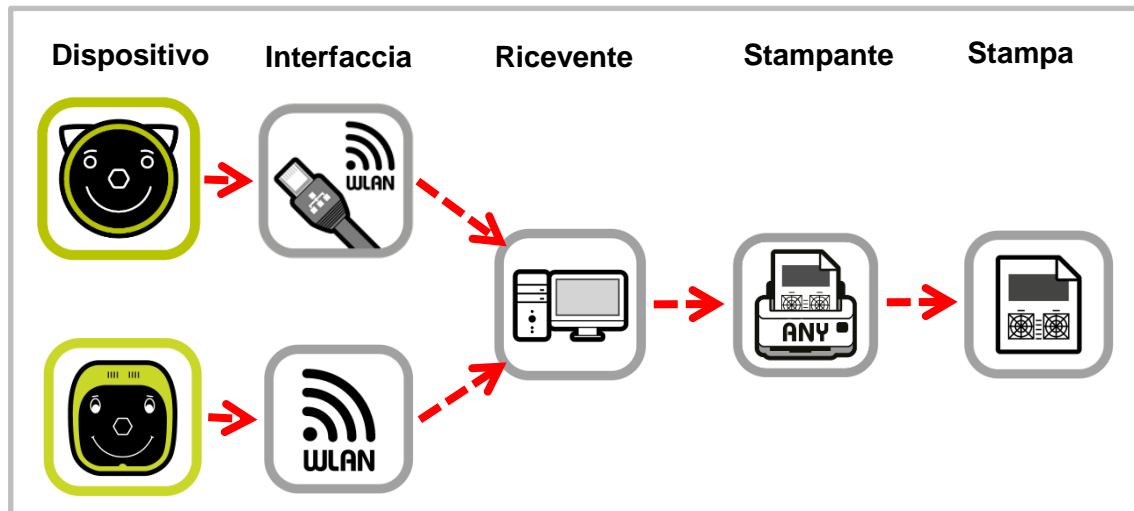 Dispositivo Interfaccia Ricevente Stampante Stampa
WLAN
ANY
WLAN